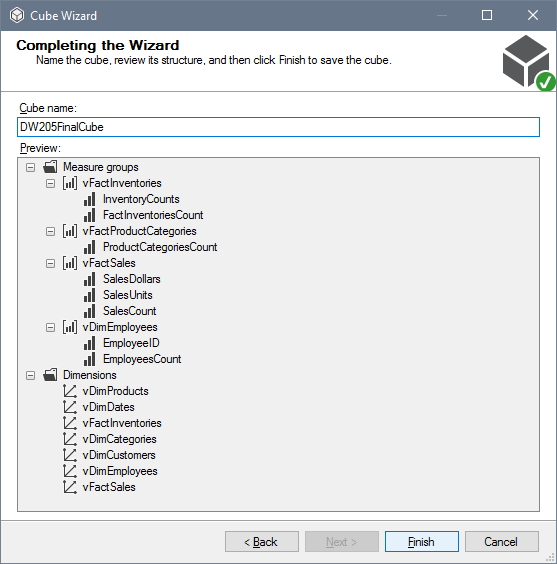 Cube Wizard
Completing the Wizard
Name the cube, review its structure, and then click Finish to save the cube.
Cube name:
DW205FinalCube
Preview:
Measure groups
vFactInventories
InventoryCounts
FactInventoriesCount
vFactProductCategories
ProductCategoriesCount
vFactSales
SalesDollars
SalesUnits
SalesCount
vDimEmployees
EmployeeID
EmployeesCount
Dimensions
vDimProducts
vDimDates
vFactInventories
vDimCategories
vDimCustomers
vDimEmployees
vFactSales
< Back Next > Finish Cancel